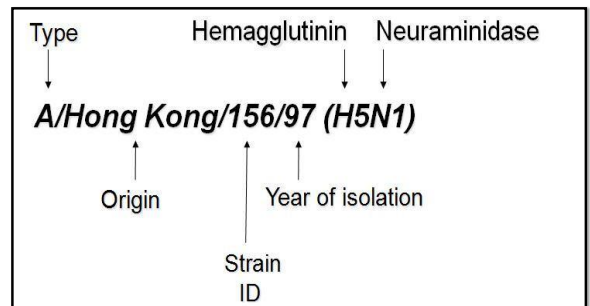 Type Hemagglutinin Neuraminidase
A/Hong Kong/156/97 (H5N1)
Origin Year of isolation
Strain
ID